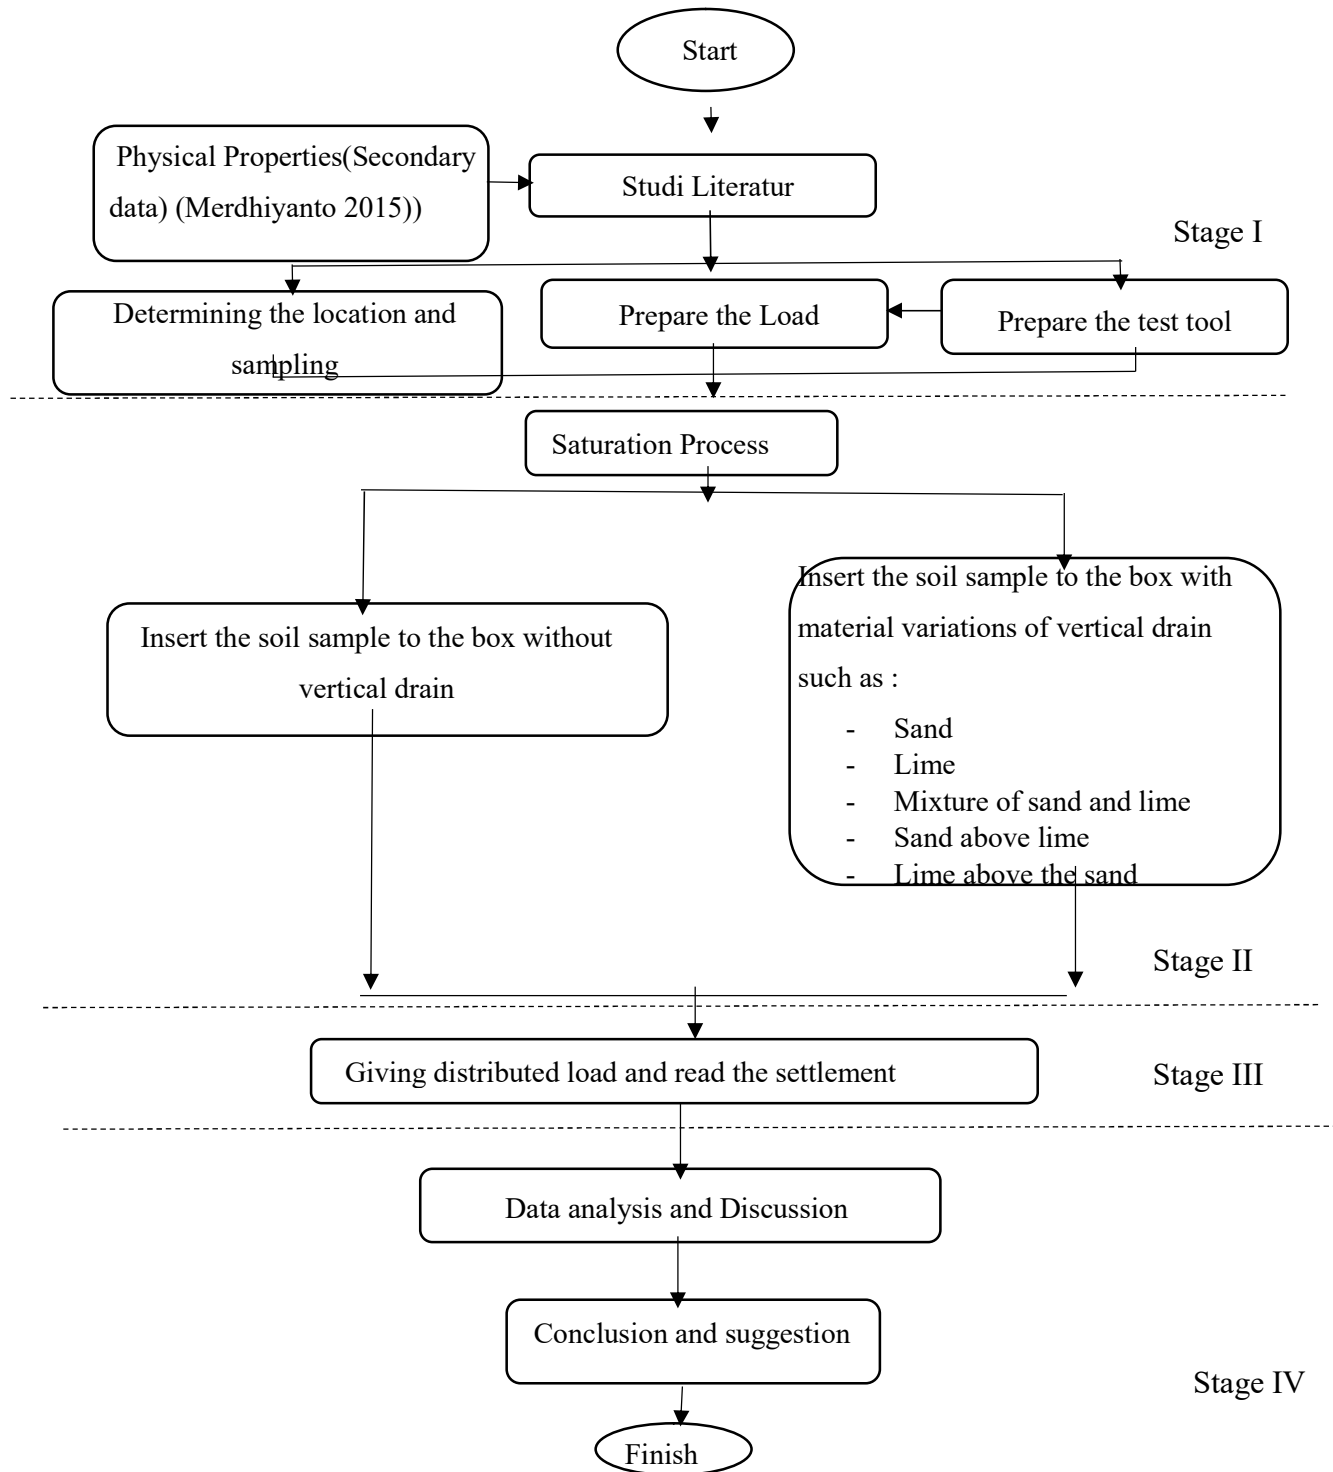 Start
Physical Properties(Secondary
data) (Merdhiyanto 2015))
Studi Literatur
Stage I
Determining the location and
sampling
Prepare the Load
Prepare the test tool
Saturation Process
Insert the soil sample to the box without
vertical drain
Insert the soil sample to the box with
material variations of vertical drain
such as :
- Sand
- Lime
- Mixture of sand and lime
- Sand above lime
- Lime above the sand
Stage II
Giving distributed load and read the settlement
Stage III
Data analysis and Discussion
Conclusion and suggestion
Stage IV
Finish